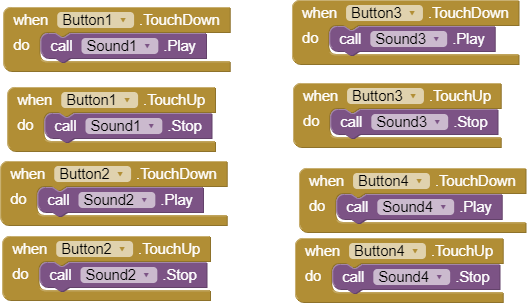 when Button1 .TouchDown
do call Sound1 .Play
when Button1 .TouchUp
do call Sound1 .Stop
when Button2 .TouchDown
do call Sound2 .Play
when Button2 .TouchUp
do call Sound2 .Stop
when Button3 .TouchDown
do call Sound3 .Play
when Button3 .TouchUp
do call Sound3 .Stop
when Button4 .TouchDown
do call Sound4 .Play
when Button4 .TouchUp
do call Sound4 .Stop